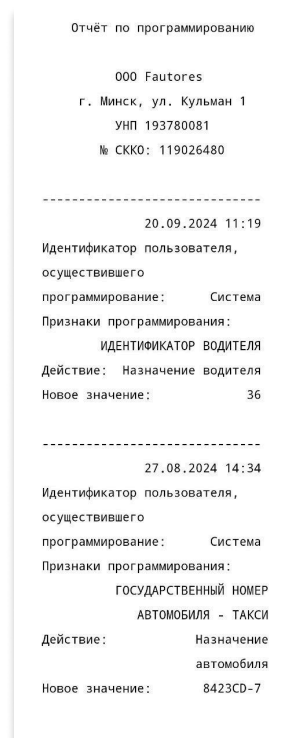 Отчёт по программированию
ООО Fautores
г. Минск, ул. Кульман 1
УНП 193780081
№ СККО: 119026480
------------------------------
20.09.2024 11:19
Идентификатор пользователя,
осуществившего
программирование: Система
Признаки программирования:
ИДЕНТИФИКАТОР ВОДИТЕЛЯ
Действие: Назначение водителя
Новое значение: 36
------------------------------
27.08.2024 14:34
Идентификатор пользователя,
осуществившего
программирование: Система
Признаки программирования:
ГОСУДАРСТВЕННЫЙ НОМЕР
АВТОМОБИЛЯ - ТАКСИ
Действие: Назначение
автомобиля
Новое значение: 8423CD-7